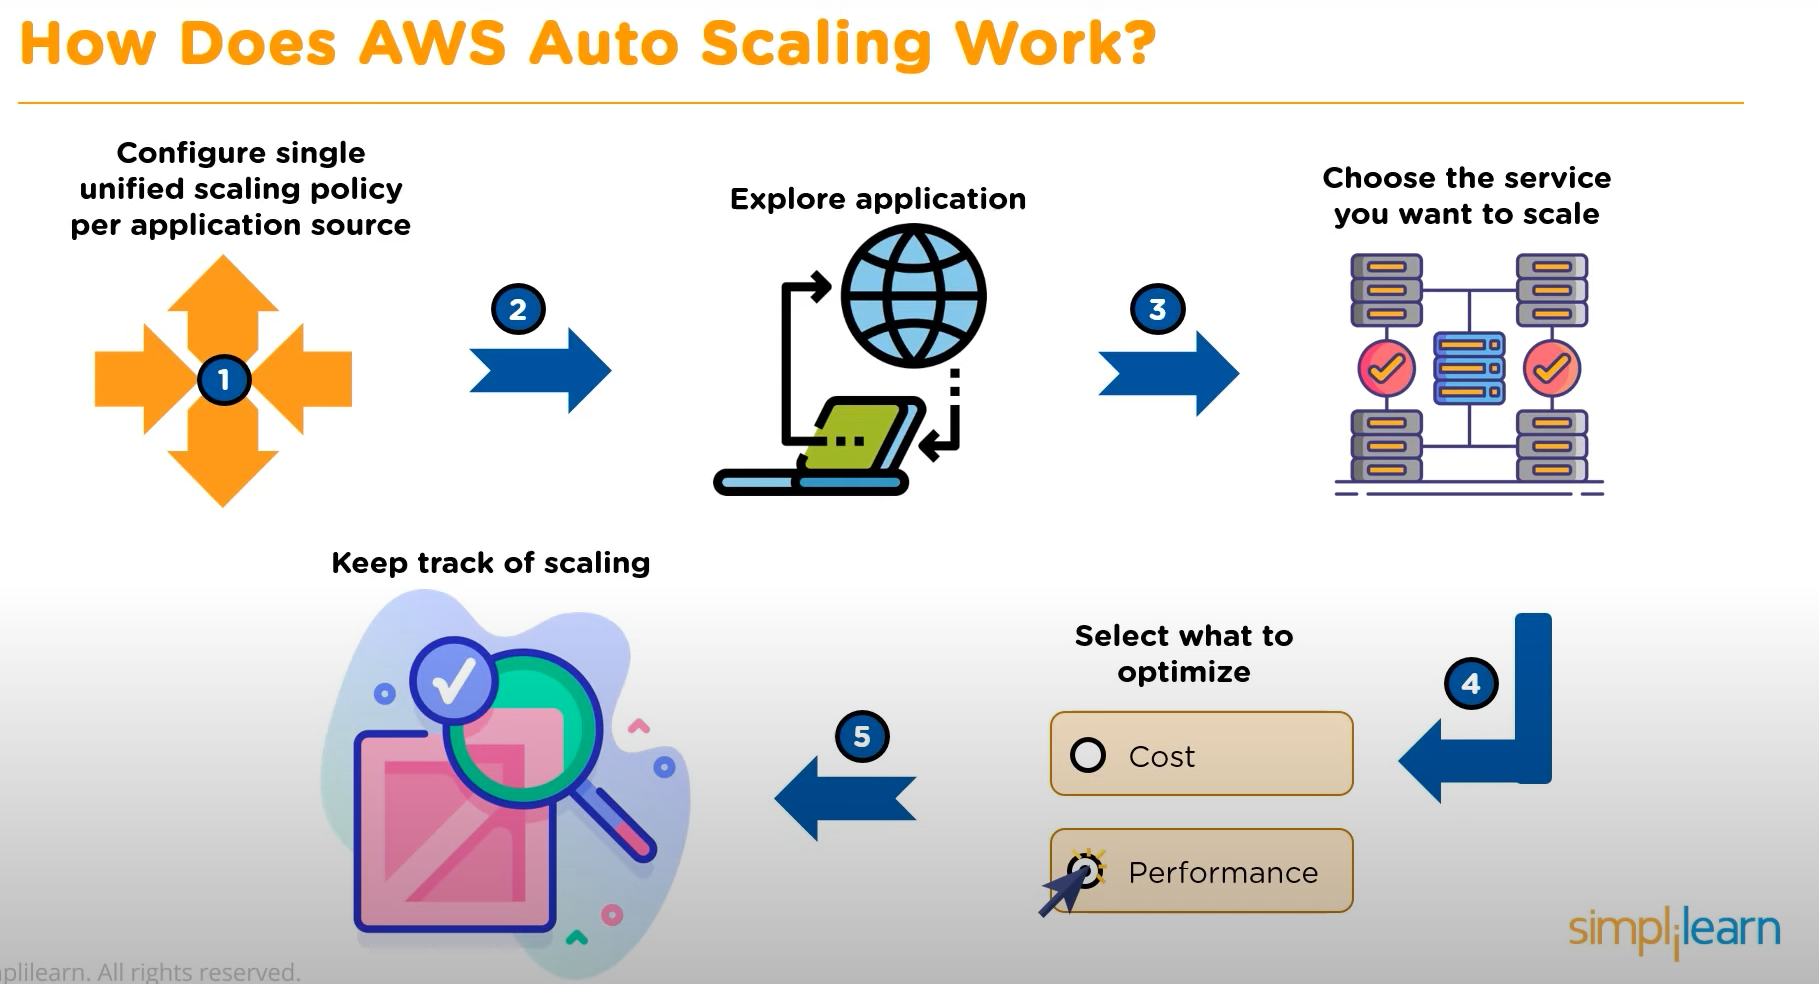 How Does AWS Auto Scaling Work?
Configure single
unified scaling policy
per application source
1
2
Explore application
3
Choose the service
you want to scale
4
Select what to
optimize
Cost
Performance
5
Keep track of scaling
simplilearn
plilearn. All rights reserved.